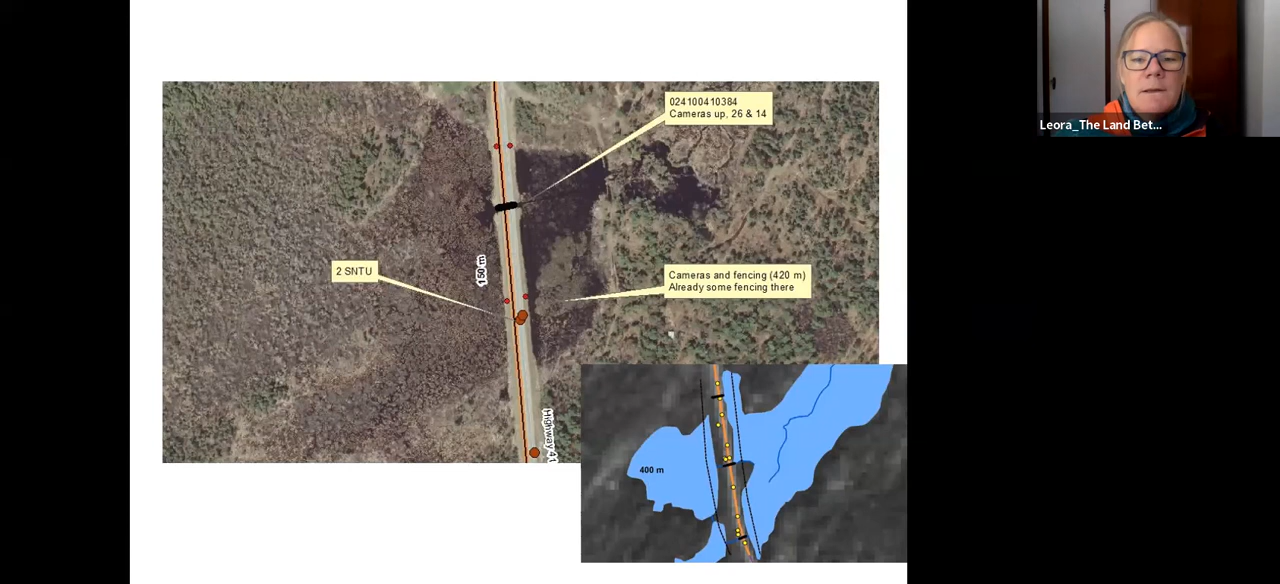 024100410384
Cameras up, 26 & 14
Leora_The Land Bet...
2 SNTU
150 m
Cameras and fencing (420 m)
Already some fencing there
Highway 41
400 m